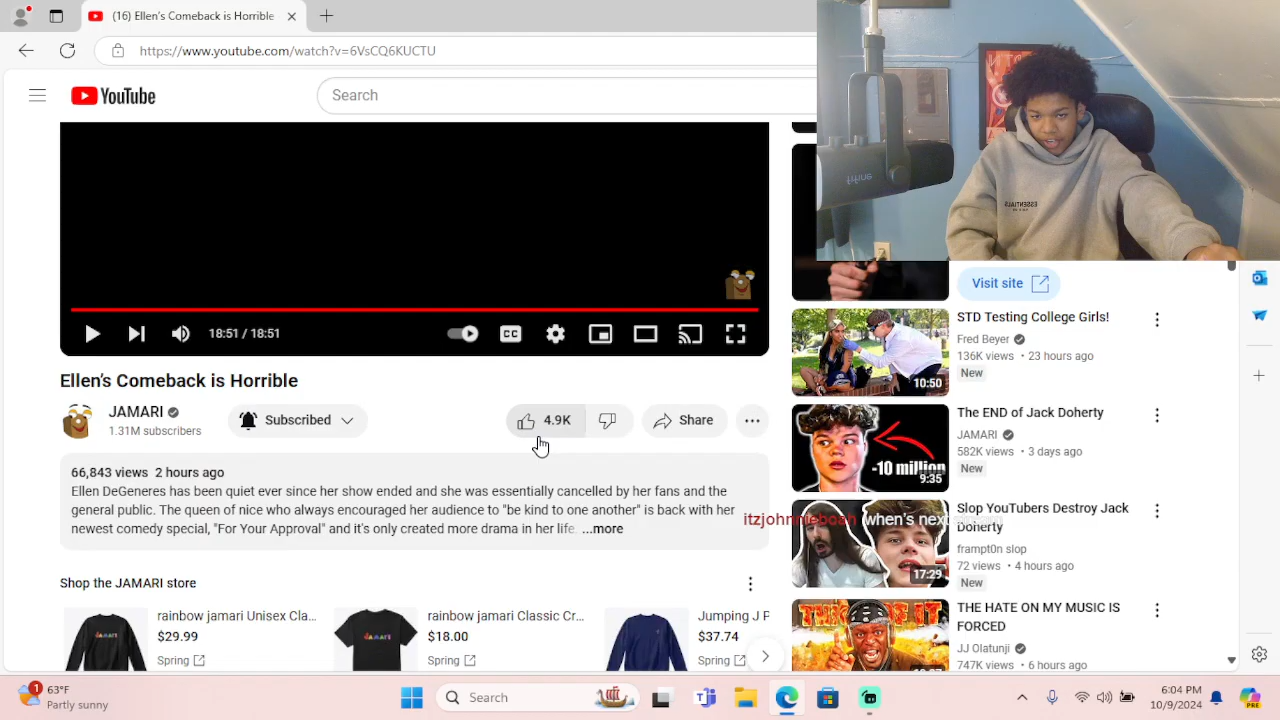 (16) Ellen's Comeback is Horrible
https://www.youtube.com/watch?v=6VsCQ6KUCTU
YouTube
Search
fifine
ESSENTIALS
18:51 / 18:51
CC
Ellen's Comeback is Horrible
JAMARI
1.31M subscribers
Subscribed
4.9K
Share
66,843 views 2 hours ago
Ellen DeGeneres has been quiet ever since her show ended and she was essentially cancelled by her fans and the
general public. The queen of nice who always encouraged her audience to "be kind to one another" is back with her
newest comedy special, "For Your Approval" and it's only created more drama in her life. ...more
Shop the JAMARI store
rainbow jamari Unisex Cla...
$29.99
Spring
rainbow jamari Classic Cr...
$18.00
Spring
Jumping J P
$37.74
Spring
Visit site
STD Testing College Girls!
Fred Beyer
136K views • 23 hours ago
New
10:50
The END of Jack Doherty
JAMARI
582K views • 3 days ago
New
-10 million
9:35
Slop YouTubers Destroy Jack
Doherty
frampt0n slop
72 views • 4 hours ago
New
17:29
itzjohnnieboah when's next stream
THE HATE ON MY MUSIC IS
FORCED
JJ Olatunji
747K views • 6 hours ago
1
63°F
Partly sunny
Search
6:04 PM
10/9/2024
PRE